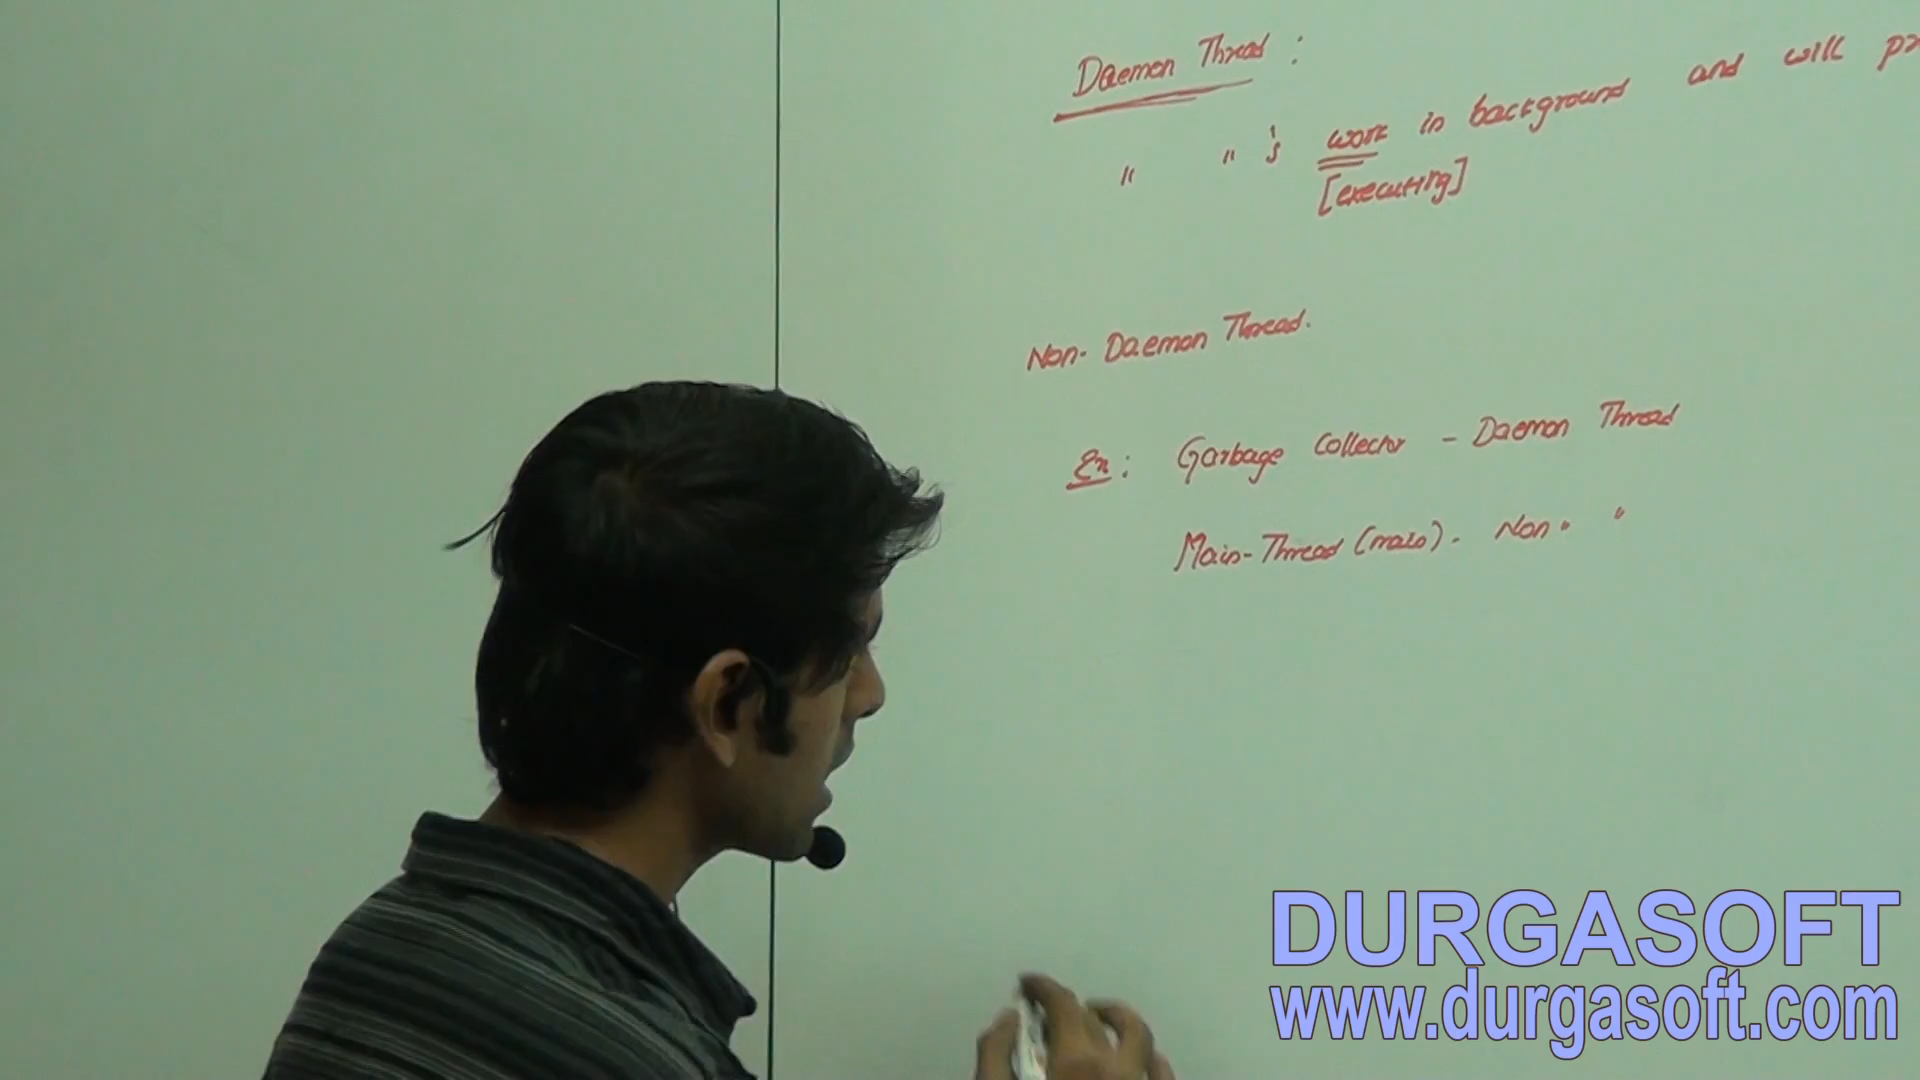 Daemon Thread :
" " 's work in background and will pr
[executing]
Non- Daemon Thread.
Ex: Garbage Collector - Daemon Thread
Main-Thread (main). Non " "
DURGASOFT
www.durgasoft.com